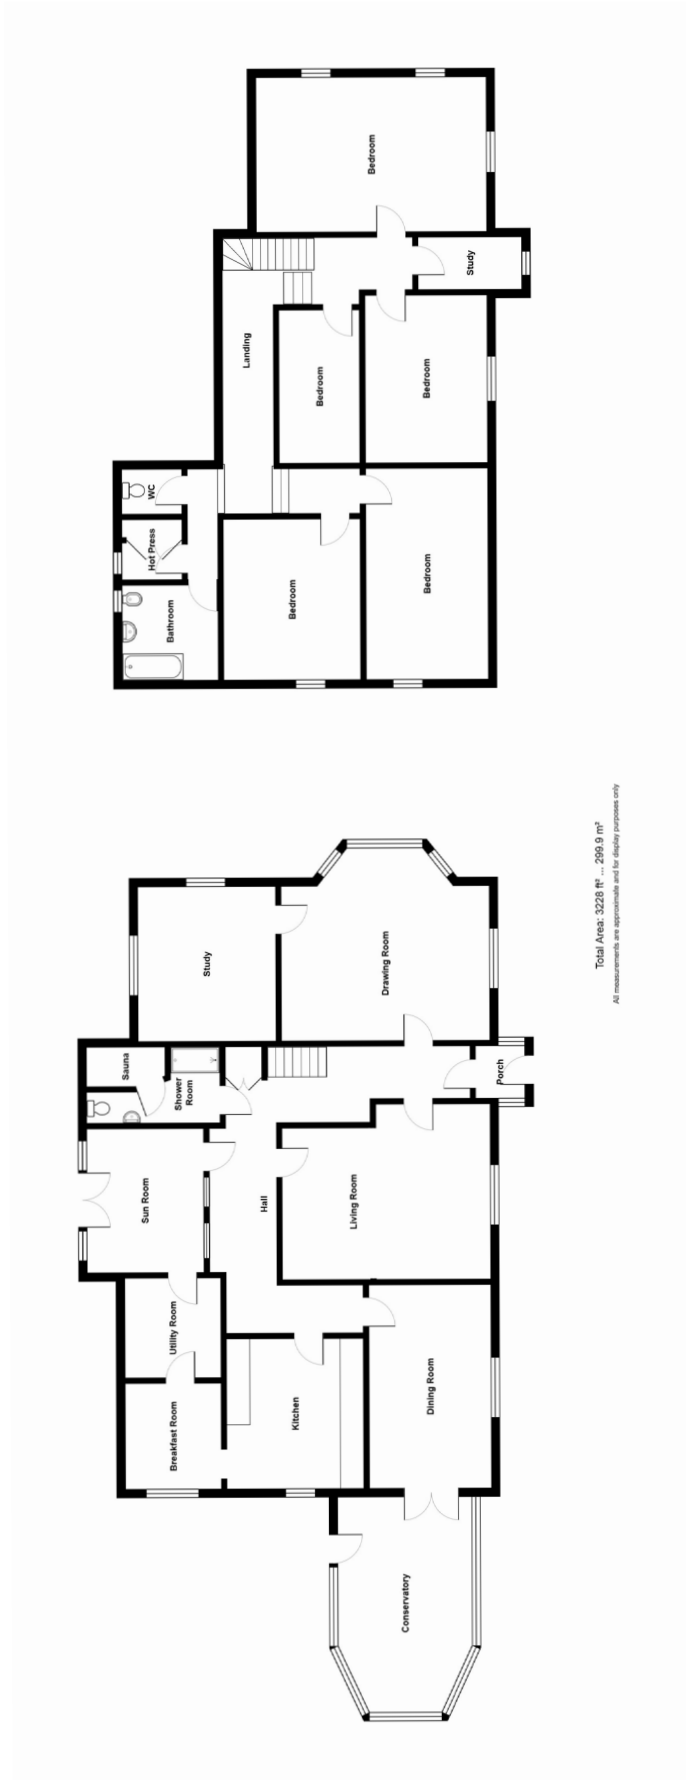 Bedroom
Study
Landing
Bedroom
Bedroom
WC
Hot Press
Bathroom
Bedroom
Bedroom
Study
Drawing Room
Sauna
Shower
Room
Porch
Sun Room
Hall
Living Room
Utility Room
Breakfast Room
Kitchen
Dining Room
Conservatory
Total Area: 3228 ft² ... 299.9 m²
All measurements are approximate and for display purposes only